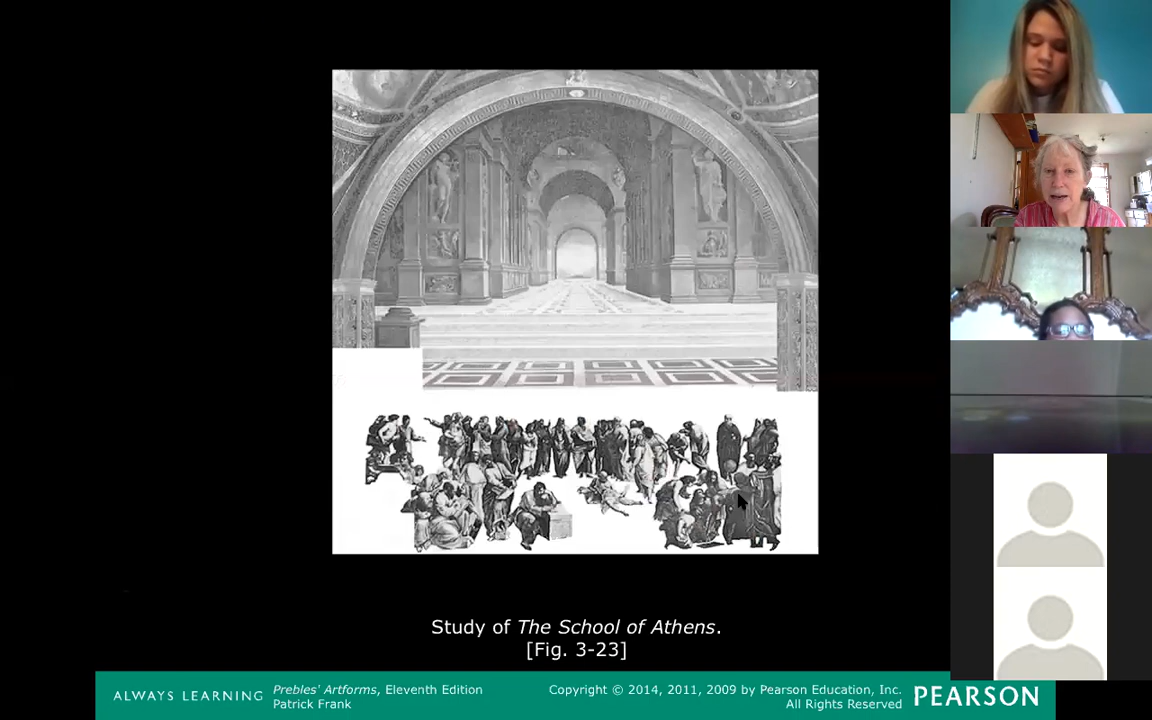 Study of The School of Athens.
[Fig. 3-23]
ALWAYS LEARNING
Prebles' Artforms, Eleventh Edition
Patrick Frank
Copyright © 2014, 2011, 2009 by Pearson Education, Inc.
All Rights Reserved
PEARSON